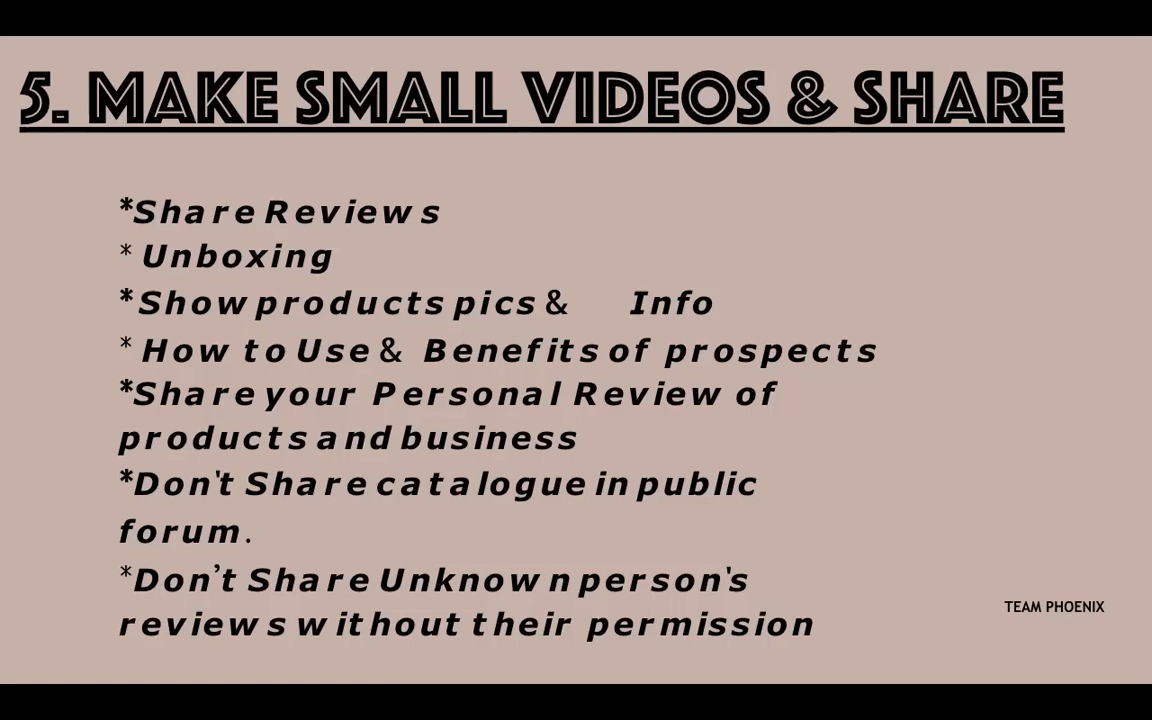 5. MAKE SMALL VIDEOS & SHARE
*Share Reviews
* Unboxing
*Show products pics & Info
* How to Use & Benefits of prospects
*Share your Personal Review of
products and business
*Don't Share catalogue in public
forum.
*Don’t Share Unknown person's
reviews without their permission
TEAM PHOENIX